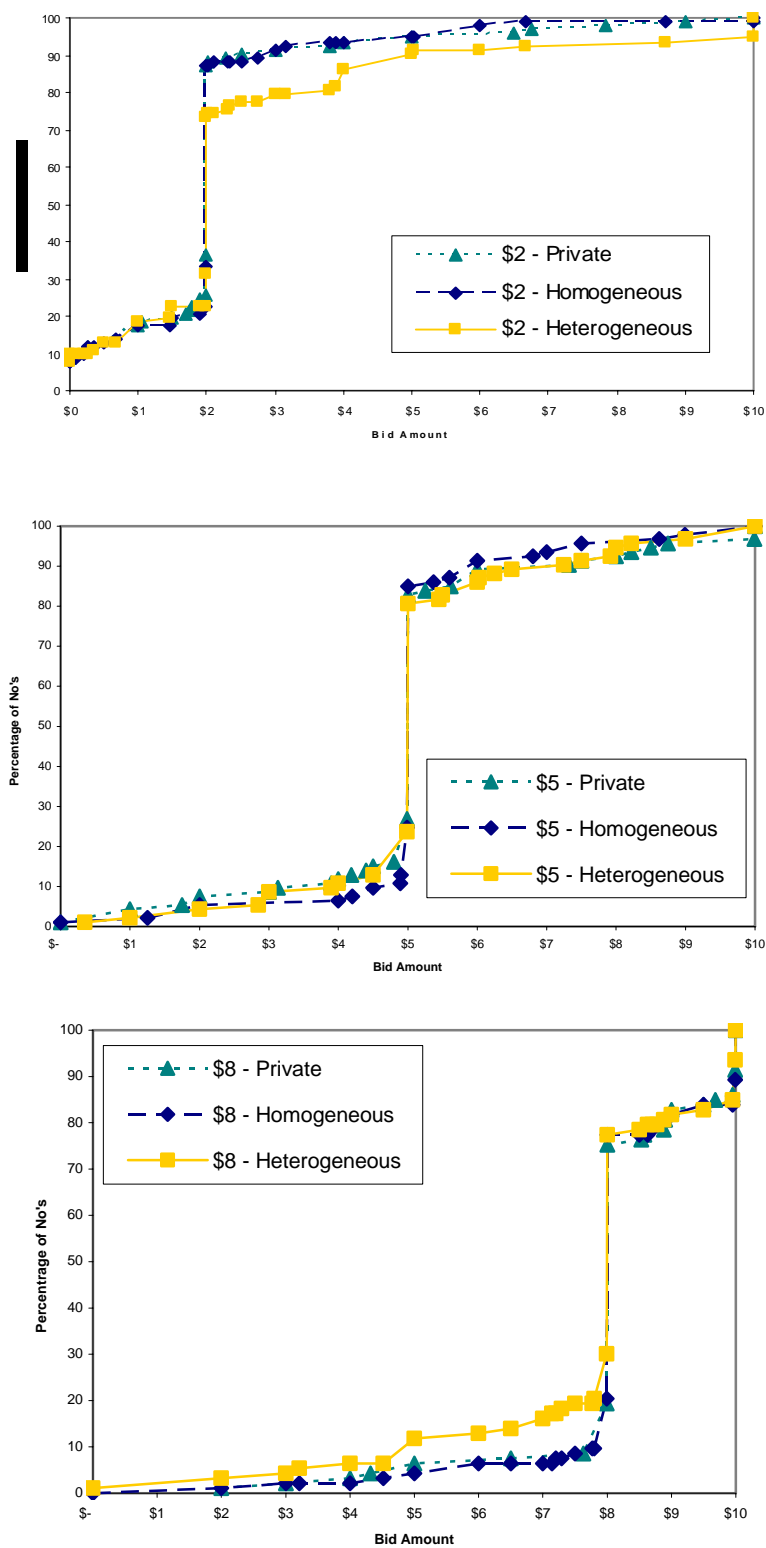 100
90
80
70
60
50
40
30
20
10
0
$2 - Private
$2 - Homogeneous
$2 - Heterogeneous
$0 $1 $2 $3 $4 $5 $6 $7 $8 $9 $10
Bid Amount
100
90
80
70
60
50
40
30
20
10
0
Percentage of No's
$5 - Private
$5 - Homogeneous
$5 - Heterogeneous
$- $1 $2 $3 $4 $5 $6 $7 $8 $9 $10
Bid Amount
100
90
80
70
60
50
40
30
20
10
0
Percentrage of No's
$8 - Private
$8 - Homogeneous
$8 - Heterogeneous
$- $1 $2 $3 $4 $5 $6 $7 $8 $9 $10
Bid Amount